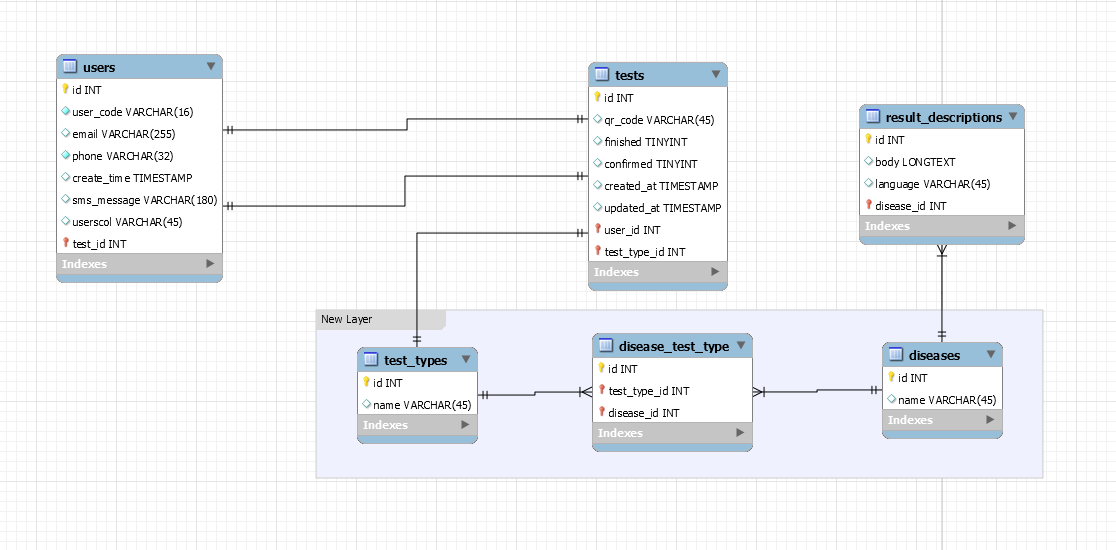 users
id INT
user_code VARCHAR(16)
email VARCHAR(255)
phone VARCHAR(32)
create_time TIMESTAMP
sms_message VARCHAR(180)
userscol VARCHAR(45)
test_id INT
Indexes
tests
id INT
qr_code VARCHAR(45)
finished TINYINT
confirmed TINYINT
created_at TIMESTAMP
updated_at TIMESTAMP
user_id INT
test_type_id INT
Indexes
result_descriptions
id INT
body LONGTEXT
language VARCHAR(45)
disease_id INT
Indexes
New Layer
test_types
id INT
name VARCHAR(45)
Indexes
disease_test_type
id INT
test_type_id INT
disease_id INT
Indexes
diseases
id INT
name VARCHAR(45)
Indexes